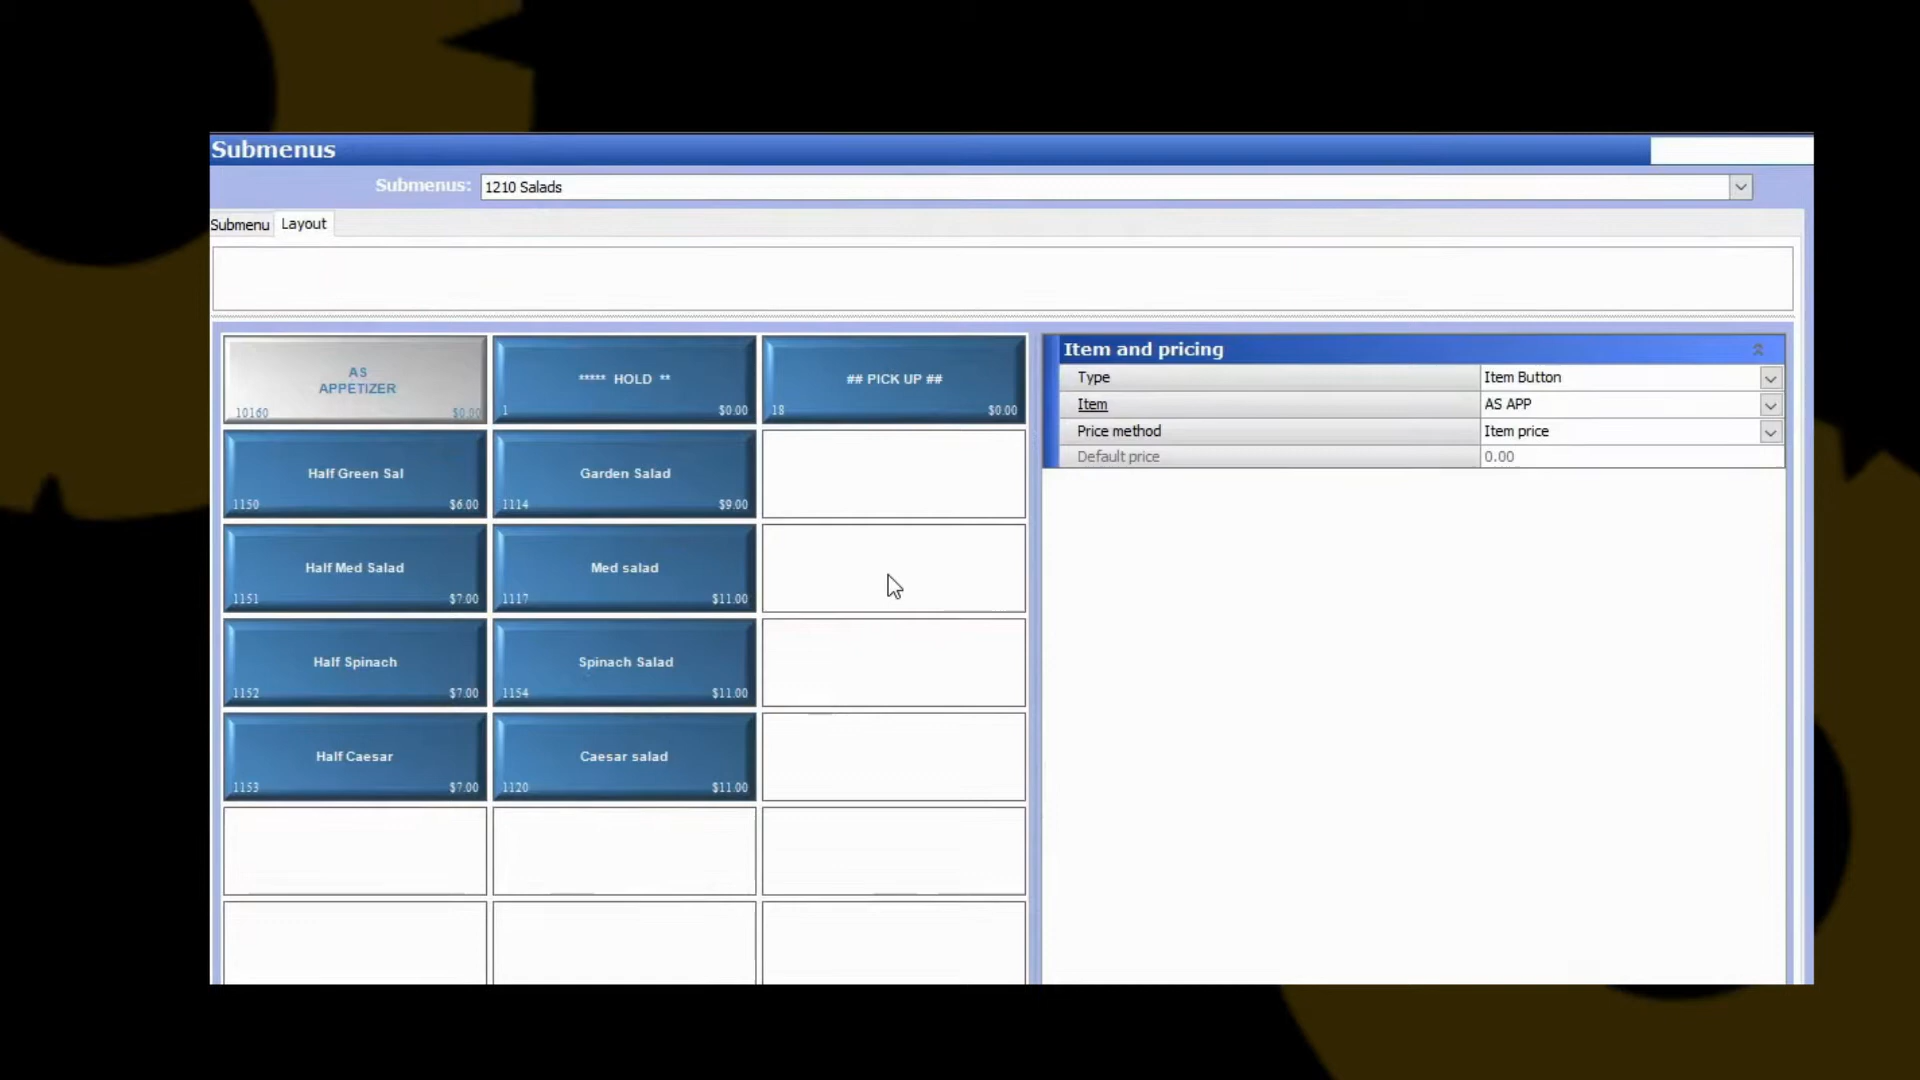 Submenus
Submenus: 1210 Salads
Submenu Layout
AS
APPETIZER
10160 $0.00
***** HOLD **
1 $0.00
## PICK UP ##
18 $0.00
Half Green Sal
1150 $6.00
Garden Salad
1114 $9.00
Half Med Salad
1151 $7.00
Med salad
1117 $11.00
Half Spinach
1152 $7.00
Spinach Salad
1154 $11.00
Half Caesar
1153 $7.00
Caesar salad
1120 $11.00
Item and pricing
Type Item Button
Item AS APP
Price method Item price
Default price 0.00